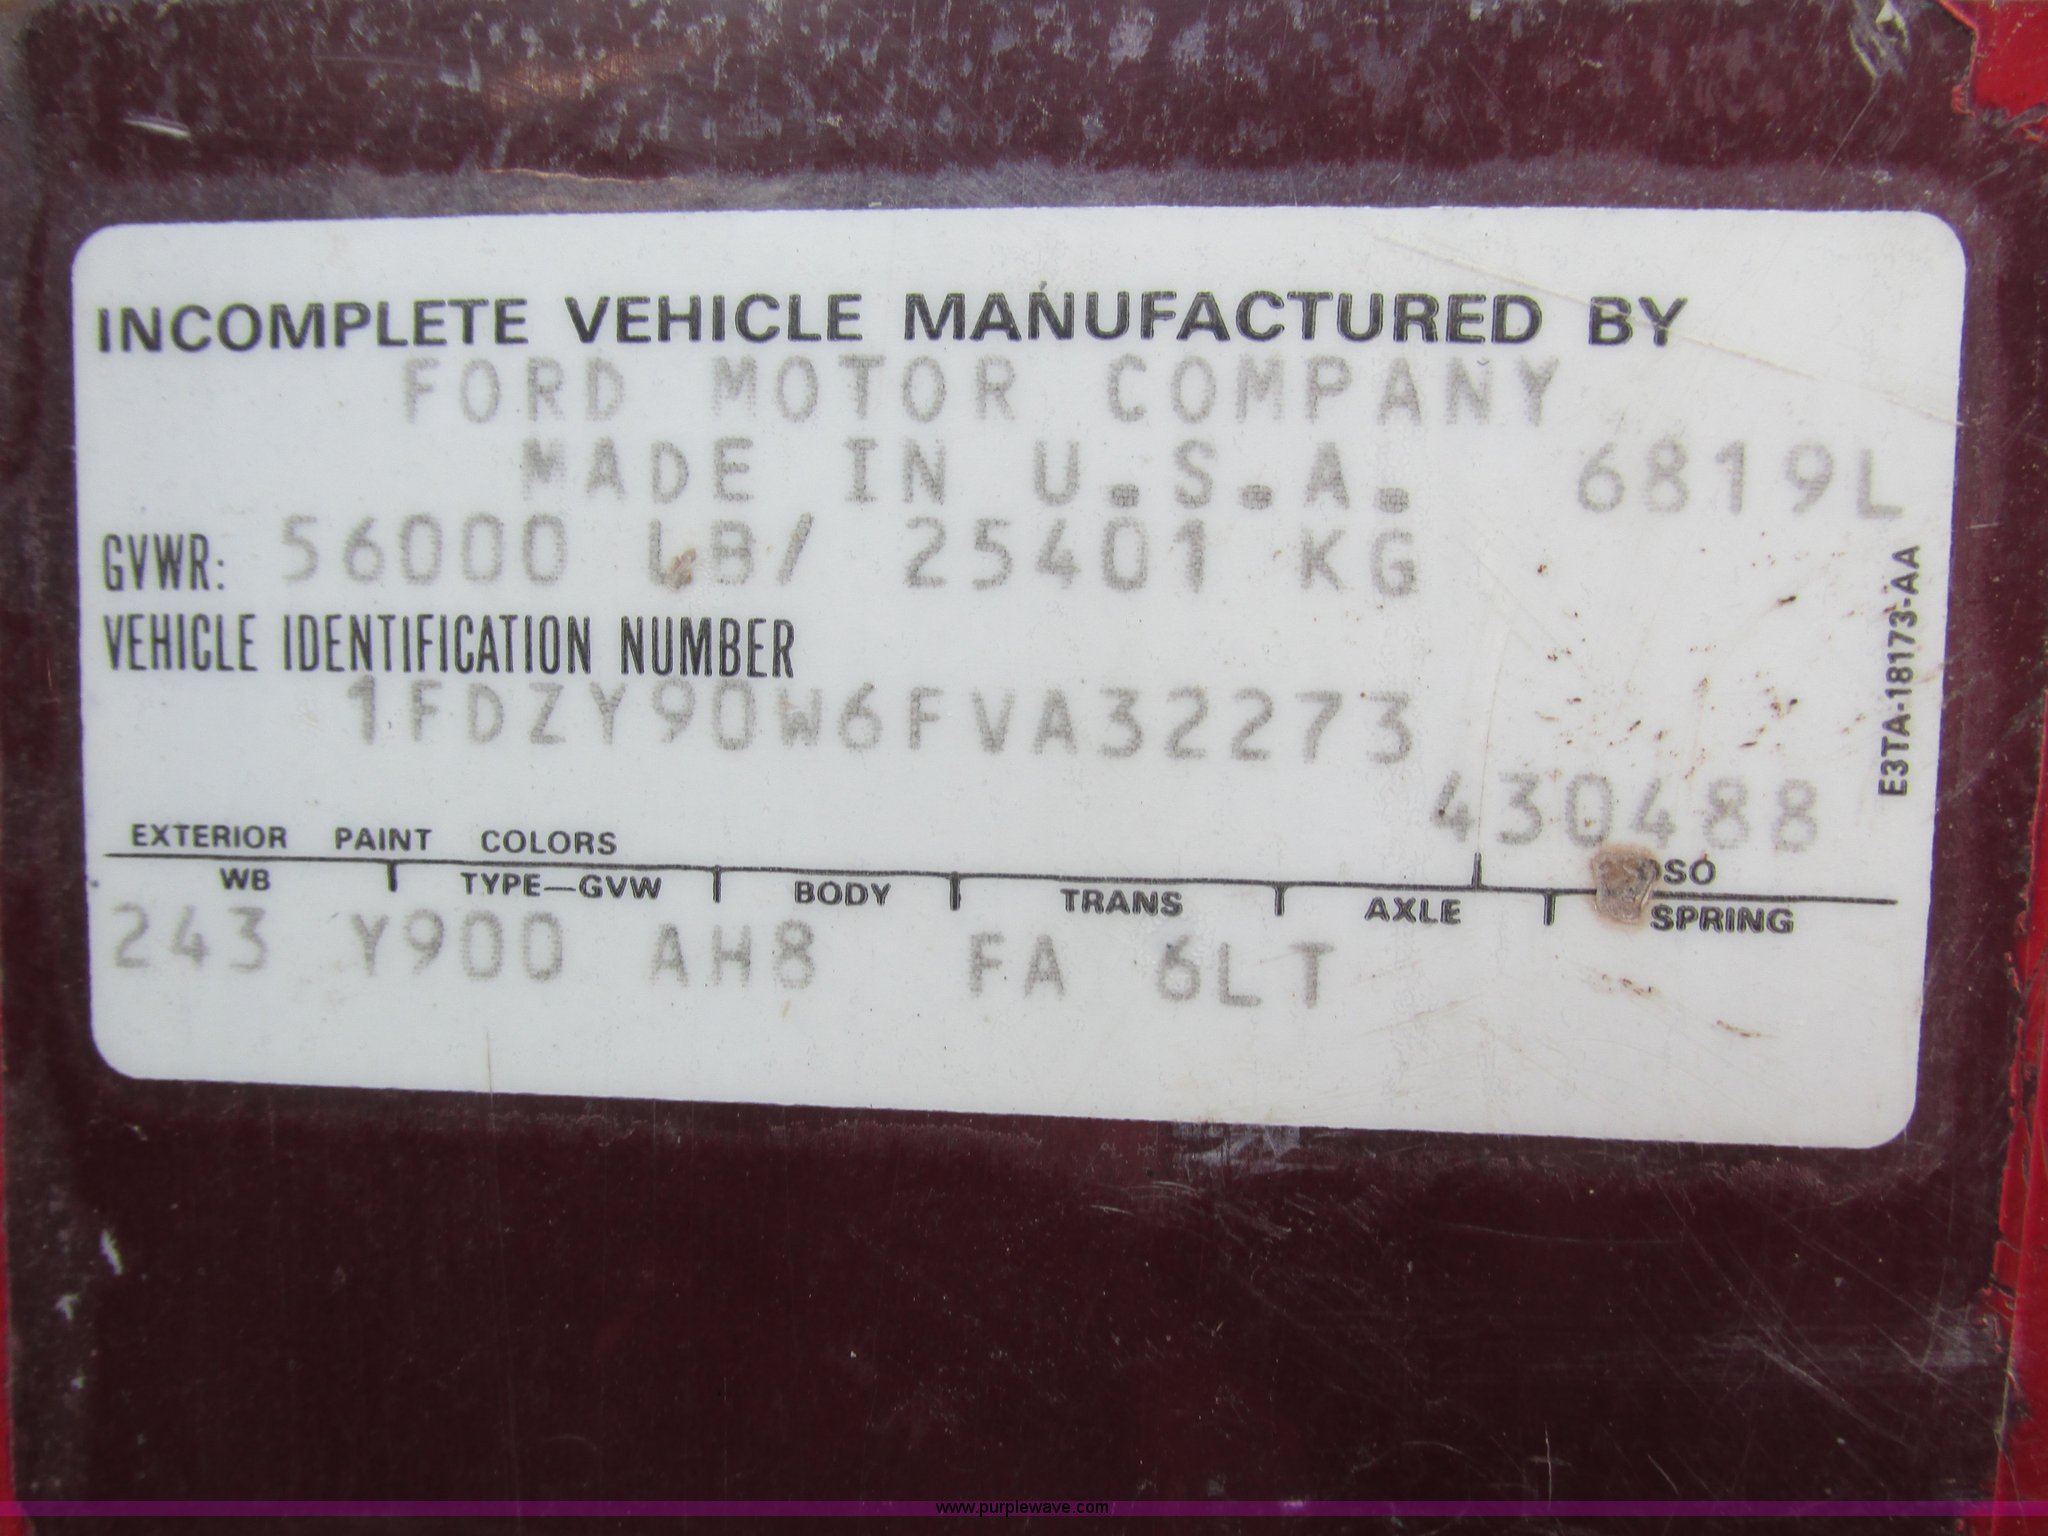 INCOMPLETE VEHICLE MANUFACTURED BY
FORD MOTOR COMPANY
MADE IN U.S.A. 6819L
GVWR: 56000 LB/ 25401 KG
VEHICLE IDENTIFICATION NUMBER
1FDZY90W6FVA32273
E3TA-18173-AA
430488
EXTERIOR PAINT COLORS
DSO
WB TYPE—GVW BODY TRANS AXLE SPRING
243 Y900 AH8 FA 6LT
www.purplewave.com